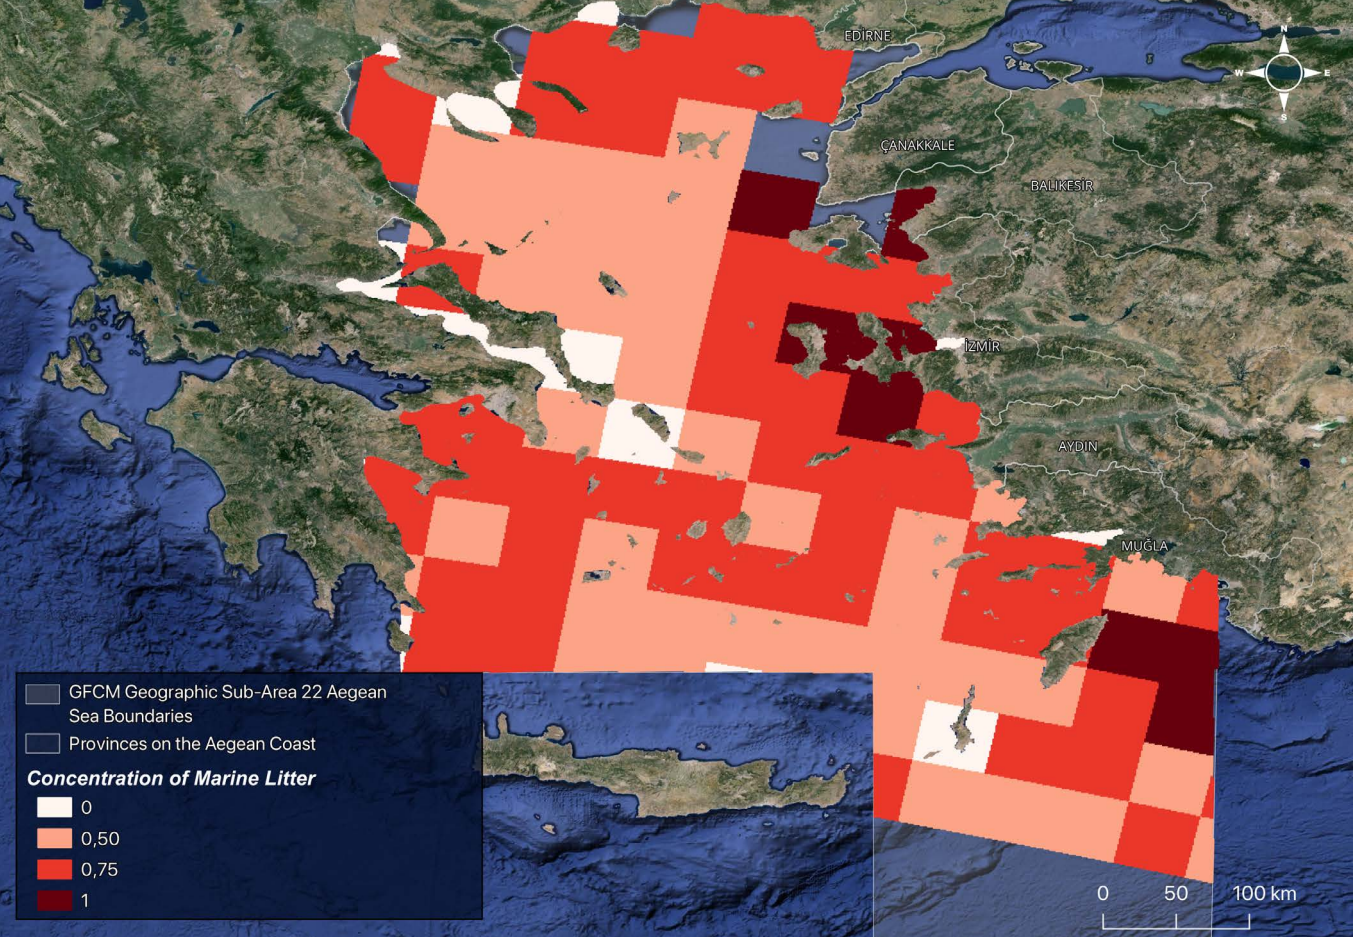 EDİRNE
N
W E
S
ÇANAKKALE
BALIKESİR
İZMİR
AYDIN
MUĞLA
GFCM Geographic Sub-Area 22 Aegean
Sea Boundaries
Provinces on the Aegean Coast
Concentration of Marine Litter
0
0,50
0,75
1
0 50 100 km